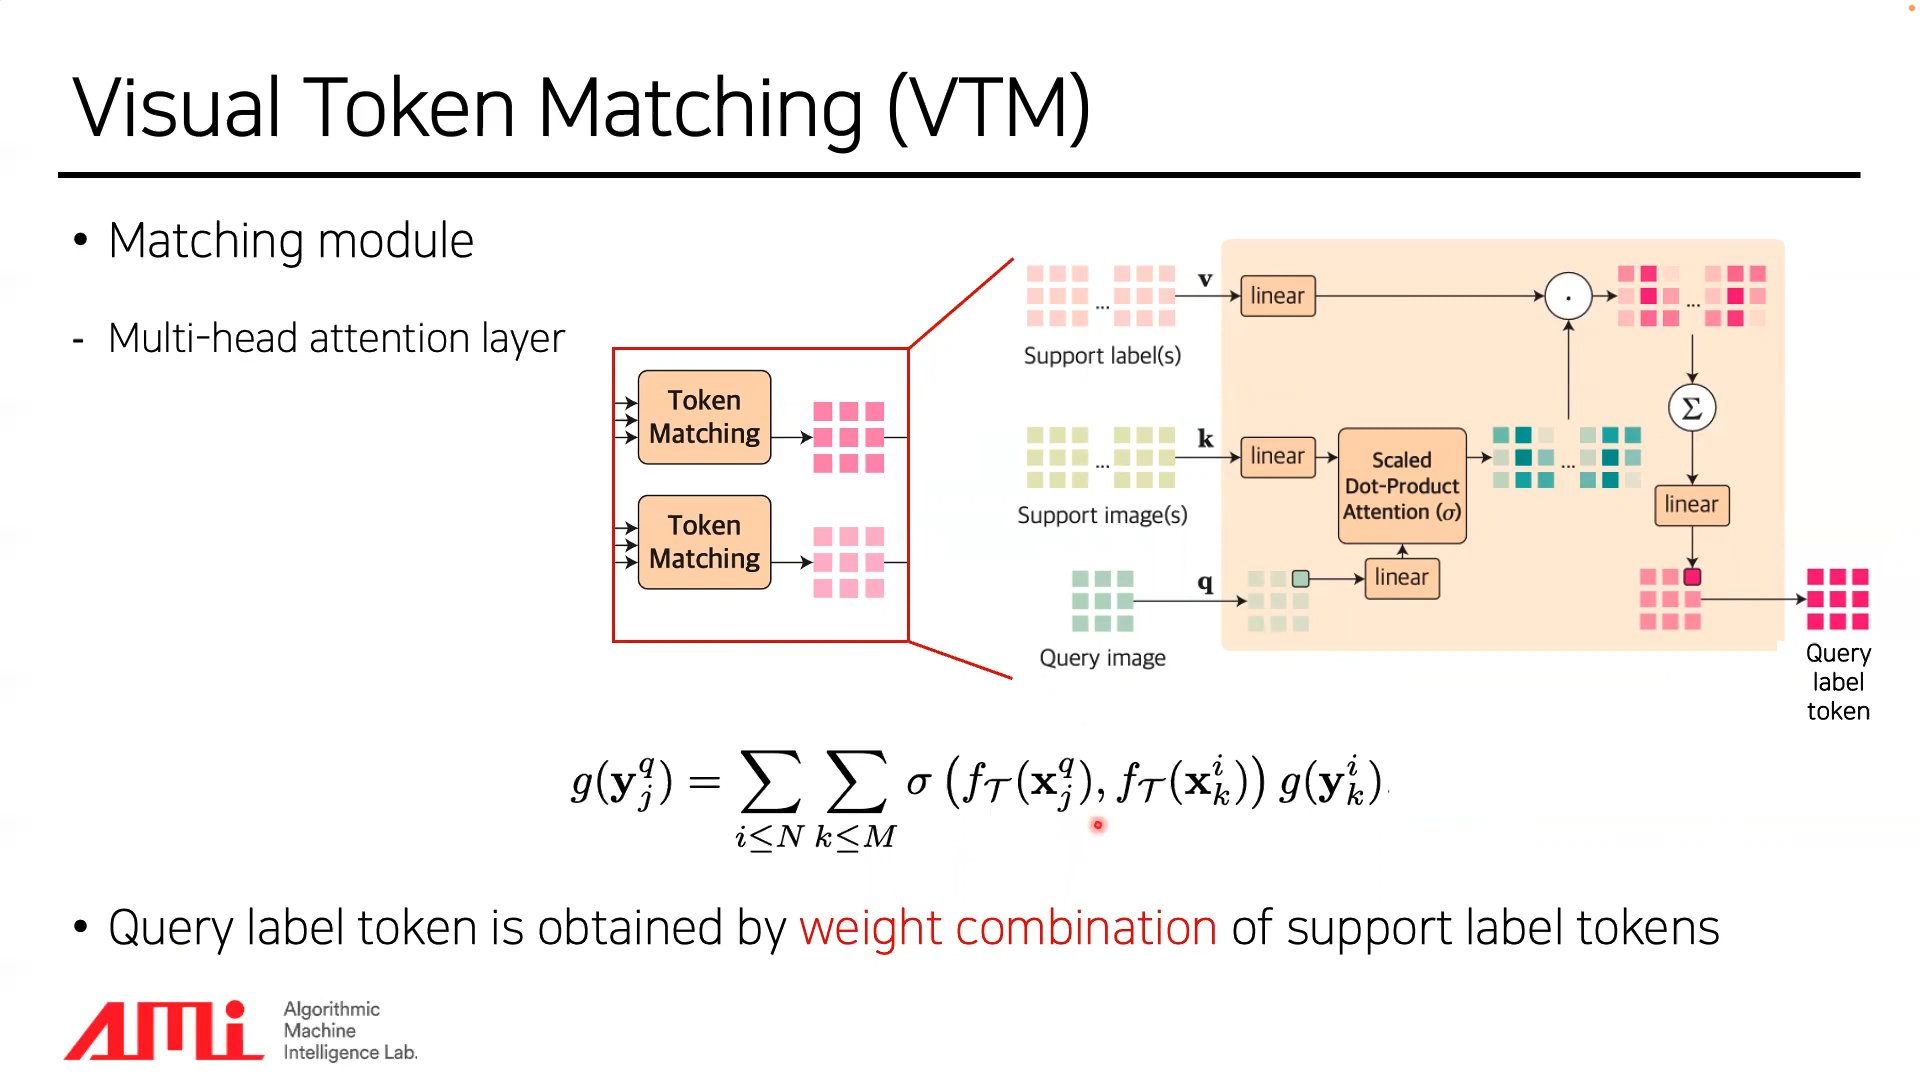 Visual Token Matching (VTM)
• Matching module
- Multi-head attention layer
Token
Matching
Token
Matching
v
linear
·
...
...
Support label(s)
Σ
k
linear
Scaled
Dot-Product
Attention (σ)
...
...
linear
Support image(s)
q
linear
Query image
Query
label
token
g(y_j^q) = ∑_{i≤N} ∑_{k≤M} σ (f_𝒯(x_j^q), f_𝒯(x_k^i)) g(y_k^i).
• Query label token is obtained by weight combination of support label tokens
AMi
Algorithmic
Machine
Intelligence Lab.